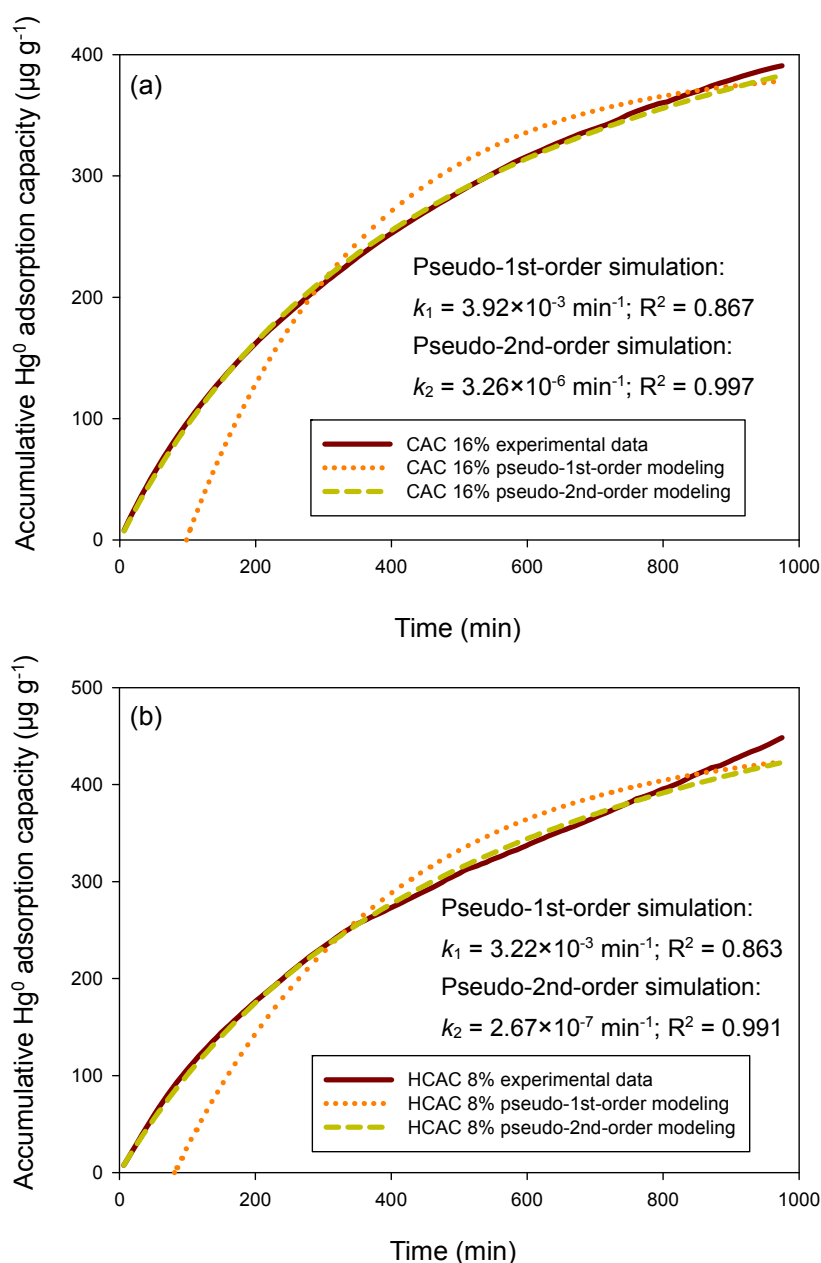 Accumulative Hg⁰ adsorption capacity (µg g⁻¹)
400
300
200
100
0
(a)
Pseudo-1st-order simulation:
k₁ = 3.92×10⁻³ min⁻¹; R² = 0.867
Pseudo-2nd-order simulation:
k₂ = 3.26×10⁻⁶ min⁻¹; R² = 0.997
CAC 16% experimental data
CAC 16% pseudo-1st-order modeling
CAC 16% pseudo-2nd-order modeling
0 200 400 600 800 1000
Time (min)
Accumulative Hg⁰ adsorption capacity (µg g⁻¹)
500
400
300
200
100
0
(b)
Pseudo-1st-order simulation:
k₁ = 3.22×10⁻³ min⁻¹; R² = 0.863
Pseudo-2nd-order simulation:
k₂ = 2.67×10⁻⁷ min⁻¹; R² = 0.991
HCAC 8% experimental data
HCAC 8% pseudo-1st-order modeling
HCAC 8% pseudo-2nd-order modeling
0 200 400 600 800 1000
Time (min)